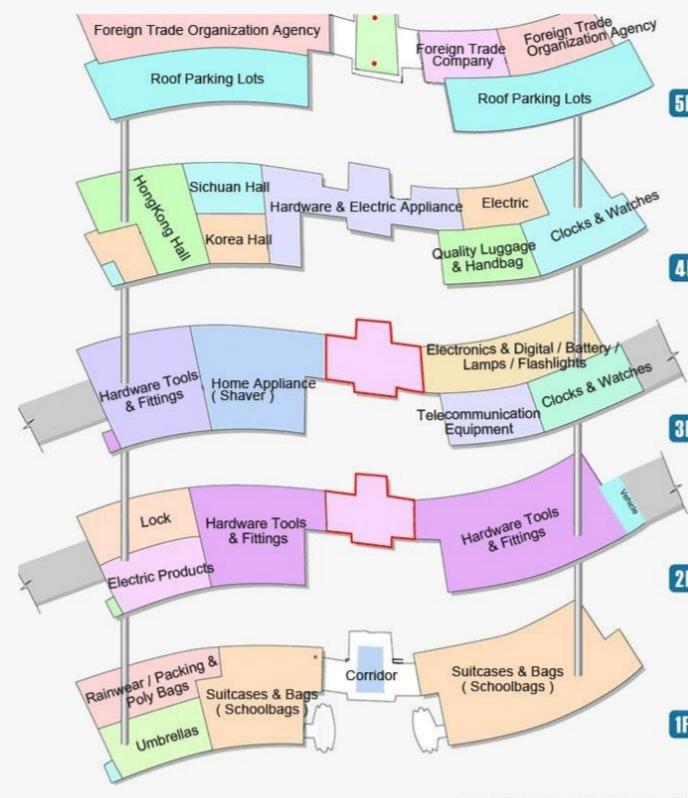 Foreign Trade Organization Agency
Foreign Trade
Company
Foreign Trade
Organization Agency
Roof Parking Lots
Roof Parking Lots
5
HongKong Hall
Sichuan Hall
Korea Hall
Hardware & Electric Appliance
Electric
Clocks & Watches
Quality Luggage
& Handbag
4
Hardware Tools
& Fittings
Home Appliance
( Shaver )
Electronics & Digital / Battery /
Lamps / Flashlights
Clocks & Watches
Telecommunication
Equipment
3
Lock
Electric Products
Hardware Tools
& Fittings
Hardware Tools
& Fittings
Vehicle
2
Rainwear / Packing &
Poly Bags
Umbrellas
Suitcases & Bags
( Schoolbags )
Corridor
Suitcases & Bags
( Schoolbags )
1F